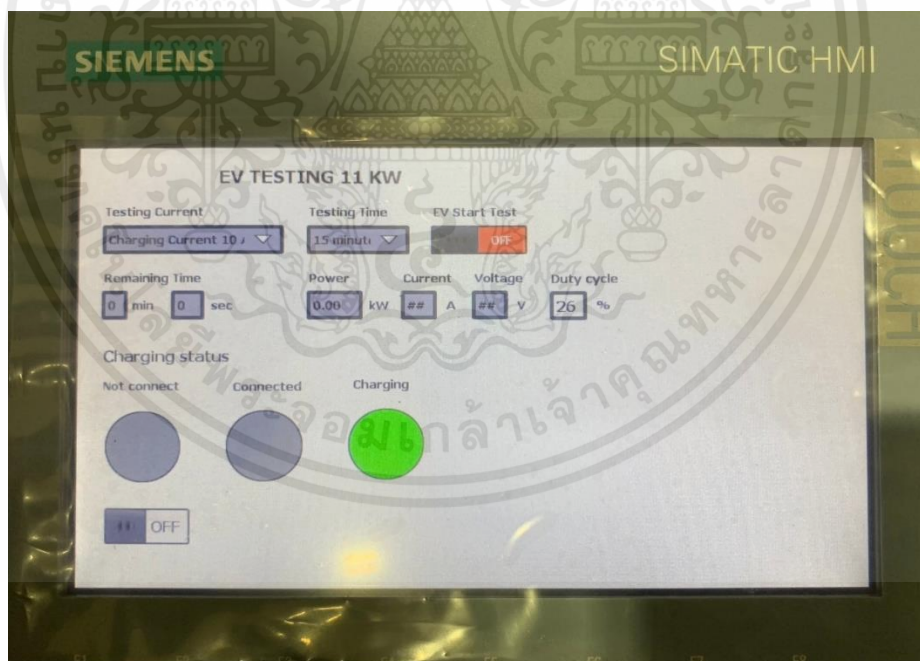 SIEMENS
SIMATIC HMI
TOUCH
EV TESTING 11 KW
Testing Current Testing Time EV Start Test
Charging Current 10 15 minut OFF
Remaining Time Power Current Voltage Duty cycle
0 min 0 sec 0.00 kW ## A ## V 26 %
Charging status
Not connect Connected Charging
OFF